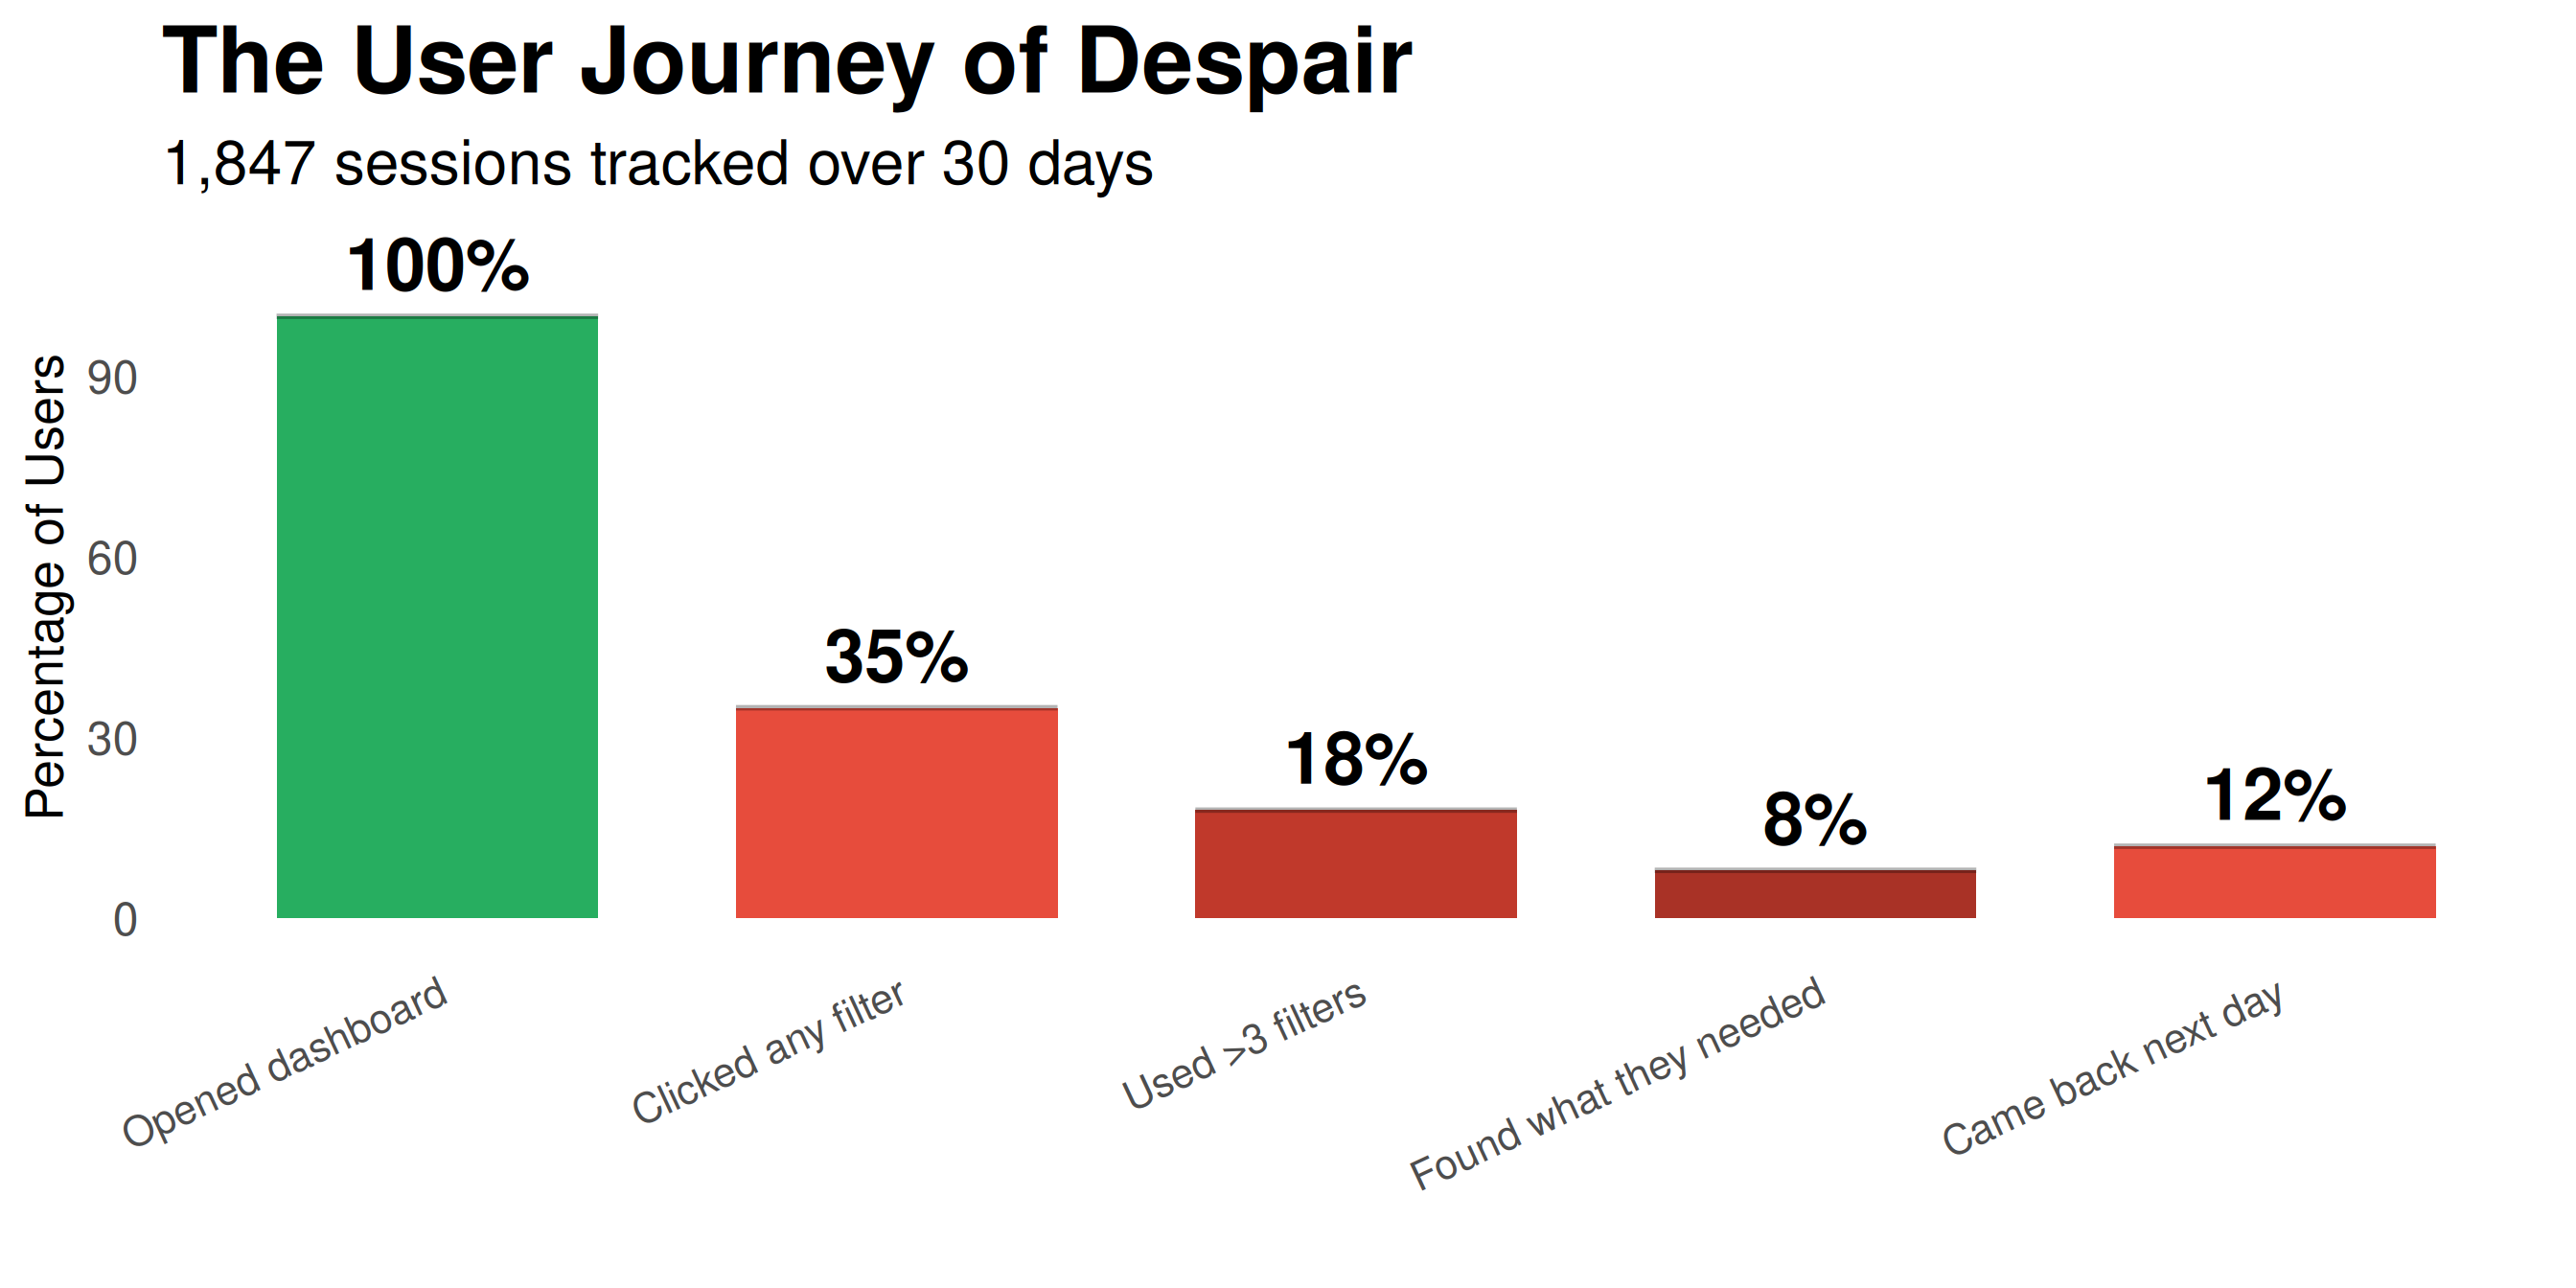 The User Journey of Despair
1,847 sessions tracked over 30 days
100%
35%
18%
8%
12%
Percentage of Users
90
60
30
0
Opened dashboard
Clicked any filter
Used >3 filters
Found what they needed
Came back next day